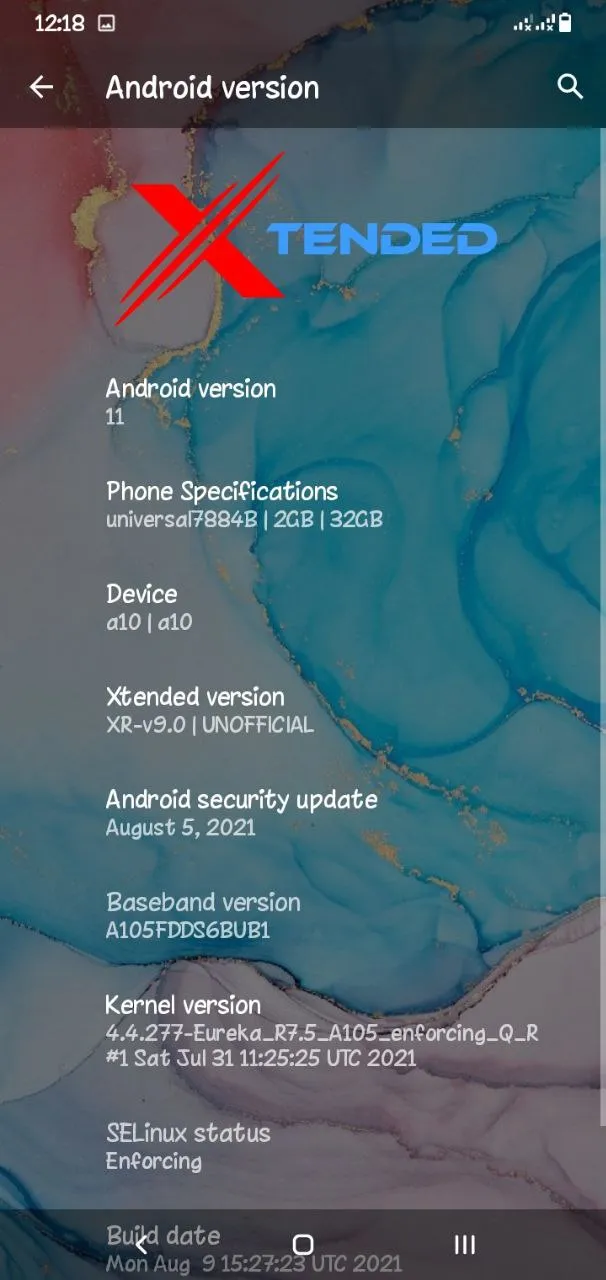 12:18
Android version
XTENDED
Android version
11
Phone Specifications
universal7884B | 2GB | 32GB
Device
a10 | a10
Xtended version
XR-v9.0 | UNOFFICIAL
Android security update
August 5, 2021
Baseband version
A105FDDS6BUB1
Kernel version
4.4.277-Eureka_R7.5_A105_enforcing_Q_R
#1 Sat Jul 31 11:25:25 UTC 2021
SELinux status
Enforcing
Build date
Mon Aug 9 15:27:23 UTC 2021